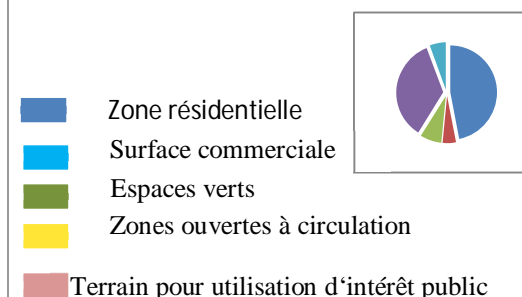 Zone résidentielle
Surface commerciale
Espaces verts
Zones ouvertes à circulation
Terrain pour utilisation d‘intérêt public